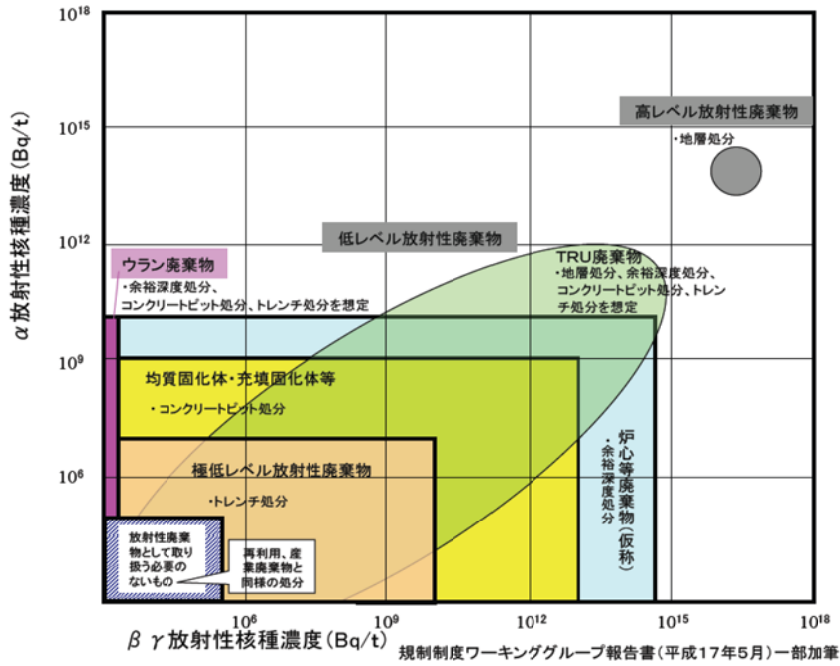 10¹⁸
10¹⁵
10¹²
10⁹
10⁶
α放射性核種濃度(Bq/t)
高レベル放射性廃棄物
・地層処分
低レベル放射性廃棄物
ウラン廃棄物
・余裕深度処分、
コンクリートピット処分、トレンチ処分を想定
TRU廃棄物
・地層処分、余裕深度処分、
コンクリートピット処分、トレン
チ処分を想定
均質固化体・充填固化体等
・コンクリートピット処分
極低レベル放射性廃棄物
・トレンチ処分
炉心等廃棄物(仮称)
・余裕深度処分
放射性廃棄
物として取り
扱う必要の
ないもの
再利用、産
業廃棄物と
同様の処分
10⁶
10⁹
10¹²
10¹⁵
10¹⁸
βγ放射性核種濃度(Bq/t)
規制制度ワーキンググループ報告書(平成17年5月)一部加筆